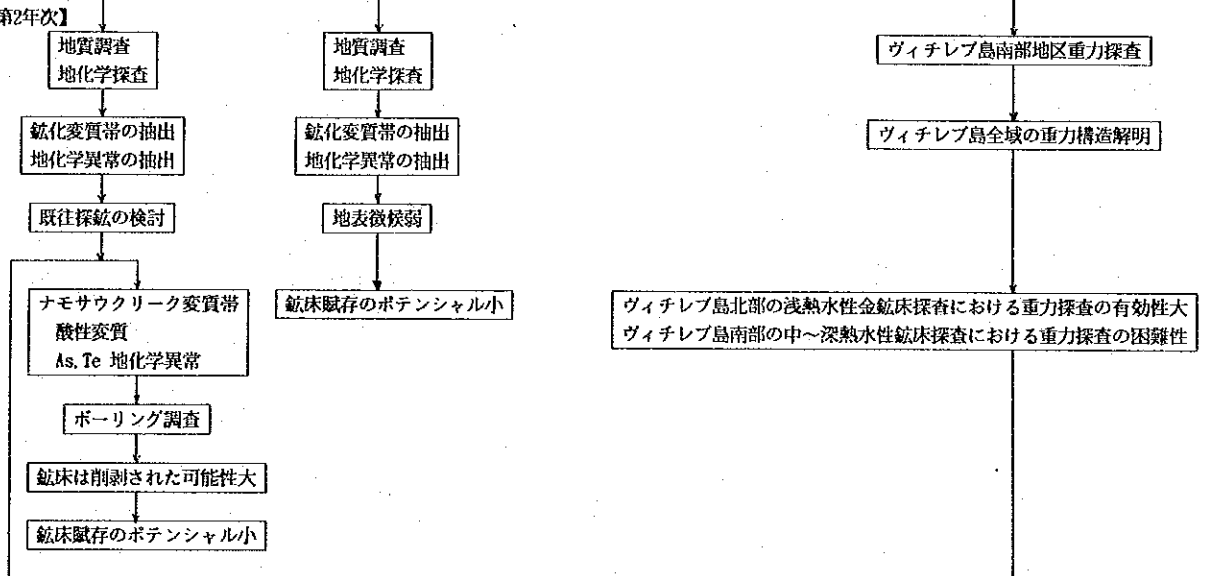 第2年次】
地質調査
地化学探査
鉱化変質帯の抽出
地化学異常の抽出
既往探鉱の検討
ナモサウクリーク変質帯
酸性変質
As, Te 地化学異常
ボーリング調査
鉱床は削剥された可能性大
鉱床賦存のポテンシャル小
地質調査
地化学探査
鉱化変質帯の抽出
地化学異常の抽出
地表徴候弱
鉱床賦存のポテンシャル小
ヴィチレブ島南部地区重力探査
ヴィチレブ島全域の重力構造解明
ヴィチレブ島北部の浅熱水性金鉱床探査における重力探査の有効性大
ヴィチレブ島南部の中〜深熱水性鉱床探査における重力探査の困難性